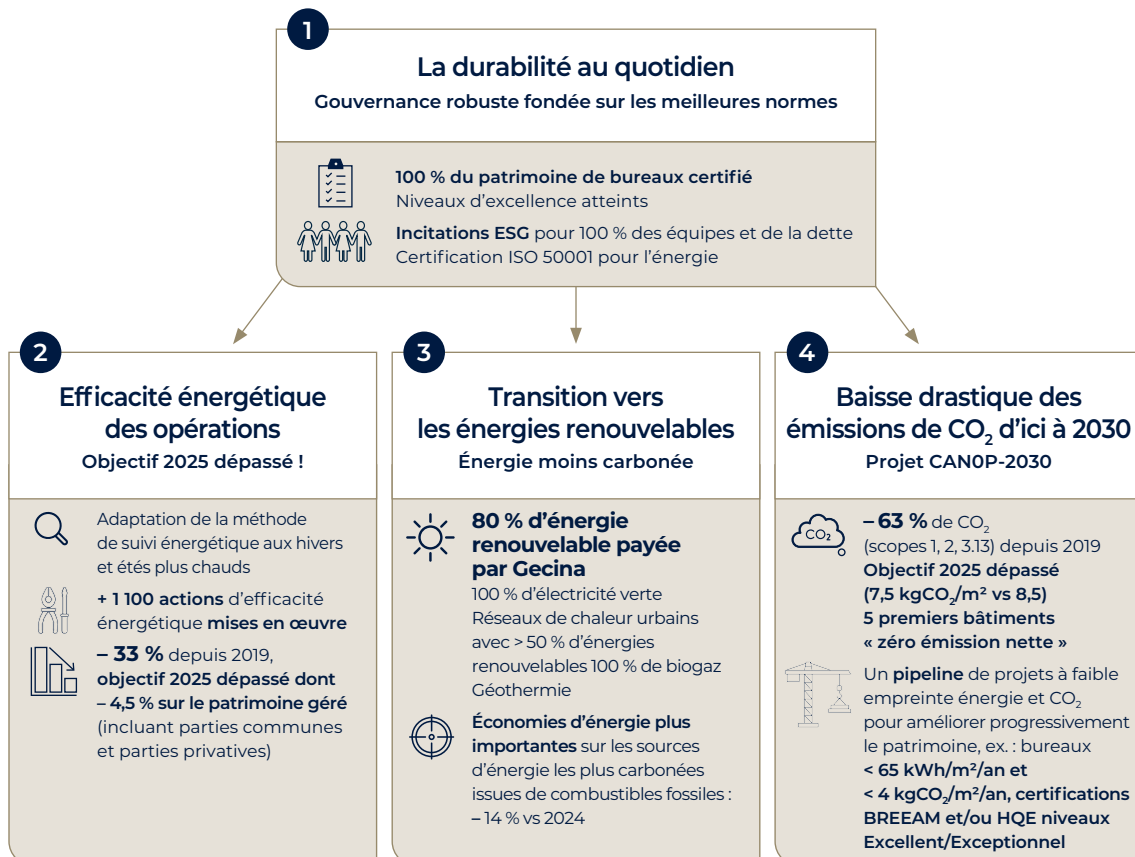 1
La durabilité au quotidien
Gouvernance robuste fondée sur les meilleures normes
100 % du patrimoine de bureaux certifié
Niveaux d'excellence atteints
Incitations ESG pour 100 % des équipes et de la dette
Certification ISO 50001 pour l'énergie
2
Efficacité énergétique
des opérations
Objectif 2025 dépassé !
Adaptation de la méthode
de suivi énergétique aux hivers
et étés plus chauds
+ 1 100 actions d'efficacité
énergétique mises en œuvre
– 33 % depuis 2019,
objectif 2025 dépassé dont
– 4,5 % sur le patrimoine géré
(incluant parties communes
et parties privatives)
3
Transition vers
les énergies renouvelables
Énergie moins carbonée
80 % d'énergie
renouvelable payée
par Gecina
100 % d'électricité verte
Réseaux de chaleur urbains
avec > 50 % d'énergies
renouvelables 100 % de biogaz
Géothermie
Économies d'énergie plus
importantes sur les sources
d'énergie les plus carbonées
issues de combustibles fossiles :
– 14 % vs 2024
4
Baisse drastique des
émissions de CO₂ d'ici à 2030
Projet CAN0P-2030
CO₂
– 63 % de CO₂
(scopes 1, 2, 3.13) depuis 2019
Objectif 2025 dépassé
(7,5 kgCO₂/m² vs 8,5)
5 premiers bâtiments
« zéro émission nette »
Un pipeline de projets à faible
empreinte énergie et CO₂
pour améliorer progressivement
le patrimoine, ex. : bureaux
< 65 kWh/m²/an et
< 4 kgCO₂/m²/an, certifications
BREEAM et/ou HQE niveaux
Excellent/Exceptionnel